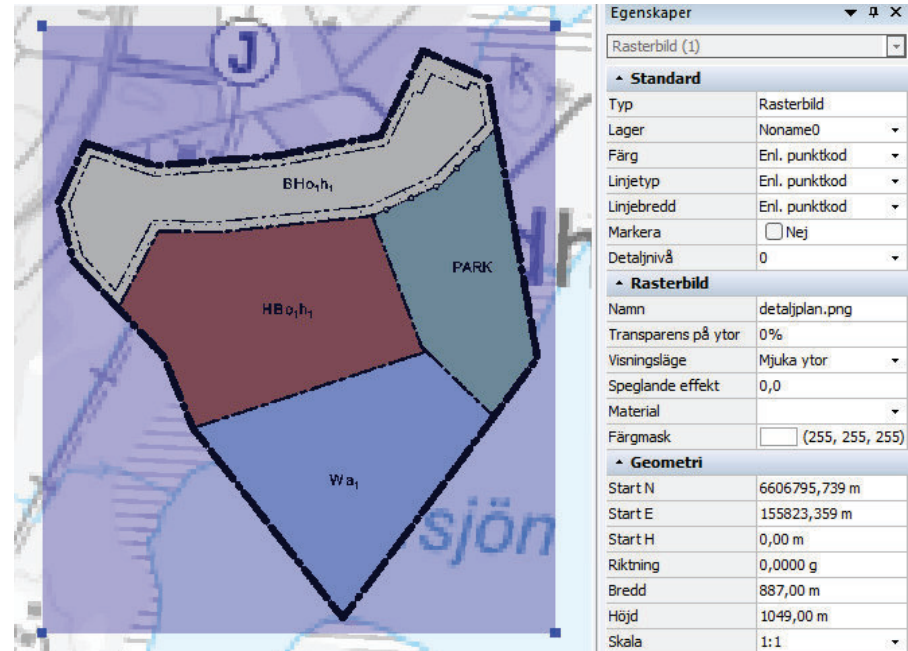 J
BHo₁h₁
PARK
HBo₁h₁
Wa₁
sjön
Egenskaper
Rasterbild (1)
Standard
Typ Rasterbild
Lager Noname0
Färg Enl. punktkod
Linjetyp Enl. punktkod
Linjebredd Enl. punktkod
Markera Nej
Detaljnivå 0
Rasterbild
Namn detaljplan.png
Transparens på ytor 0%
Visningsläge Mjuka ytor
Speglande effekt 0,0
Material
Färgmask (255, 255, 255)
Geometri
Start N 6606795,739 m
Start E 155823,359 m
Start H 0,00 m
Riktning 0,0000 g
Bredd 887,00 m
Höjd 1049,00 m
Skala 1:1